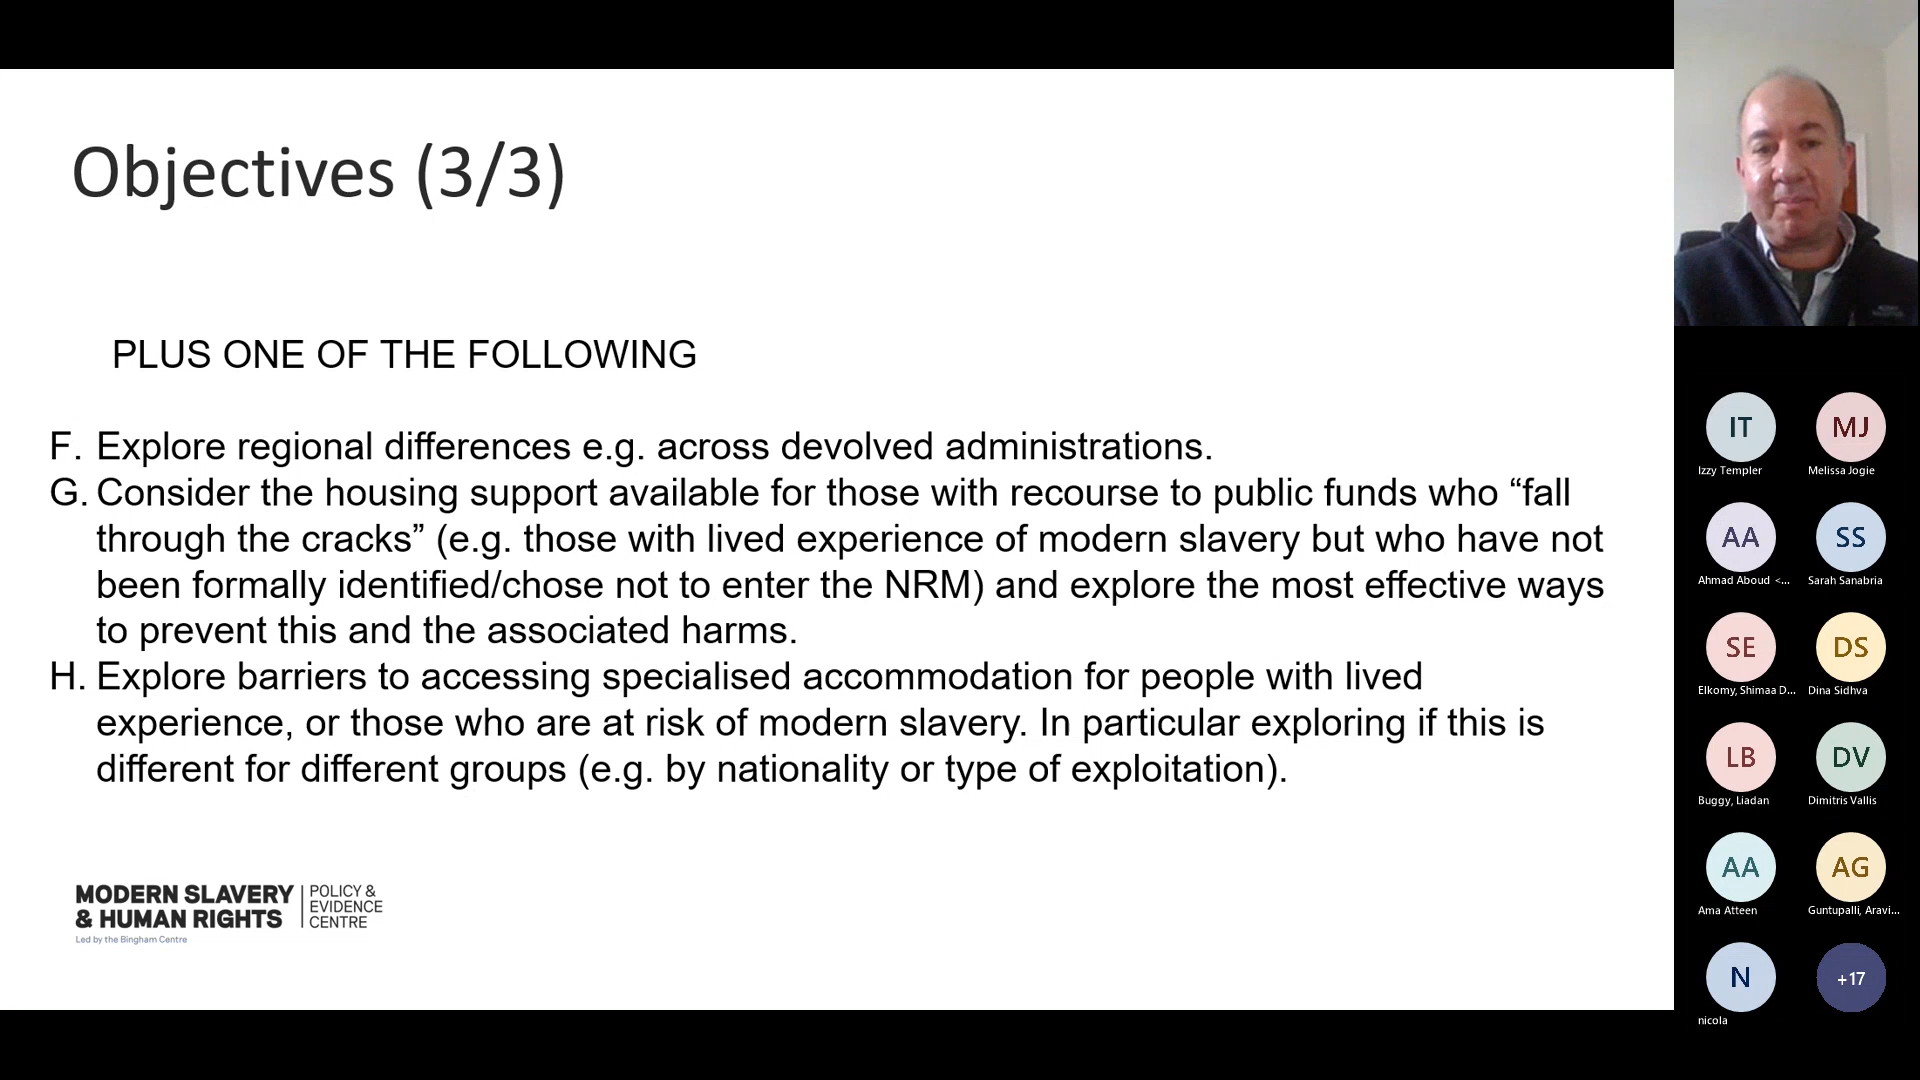 Objectives (3/3)
PLUS ONE OF THE FOLLOWING
F. Explore regional differences e.g. across devolved administrations.
G. Consider the housing support available for those with recourse to public funds who “fall
through the cracks” (e.g. those with lived experience of modern slavery but who have not
been formally identified/chose not to enter the NRM) and explore the most effective ways
to prevent this and the associated harms.
H. Explore barriers to accessing specialised accommodation for people with lived
experience, or those who are at risk of modern slavery. In particular exploring if this is
different for different groups (e.g. by nationality or type of exploitation).
MODERN SLAVERY
& HUMAN RIGHTS
POLICY &
EVIDENCE
CENTRE
Led by the Bingham Centre
IT
Izzy Templer
MJ
Melissa Jogie
AA
Ahmad Aboud <...
SS
Sarah Sanabria
SE
Elkomy, Shimaa D...
DS
Dina Sidhva
LB
Buggy, Liadan
DV
Dimitris Vallis
AA
Ama Atteen
AG
Guntupalli, Aravi...
N
nicola
+17